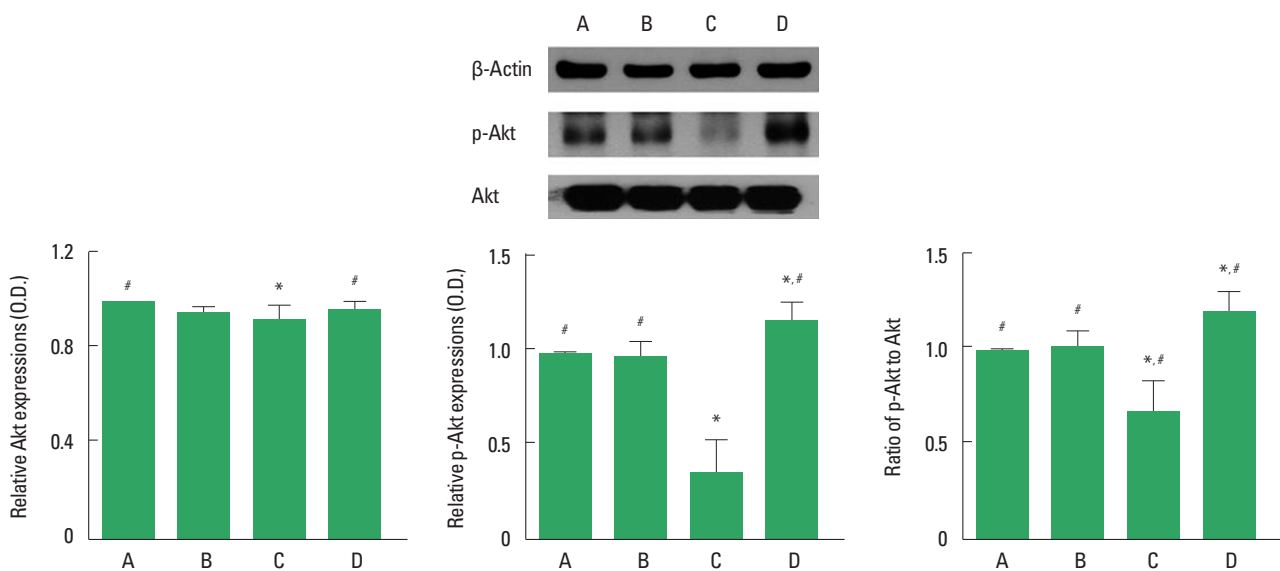 A B C D
β-Actin
p-Akt
Akt
Relative Akt expressions (O.D.)
1.2
0.8
0.4
0
# * #
A B C D
Relative p-Akt expressions (O.D.)
1.5
1.0
0.5
0
# # * *,#
A B C D
Ratio of p-Akt to Akt
1.5
1.0
0.5
0
# # *,# *,#
A B C D